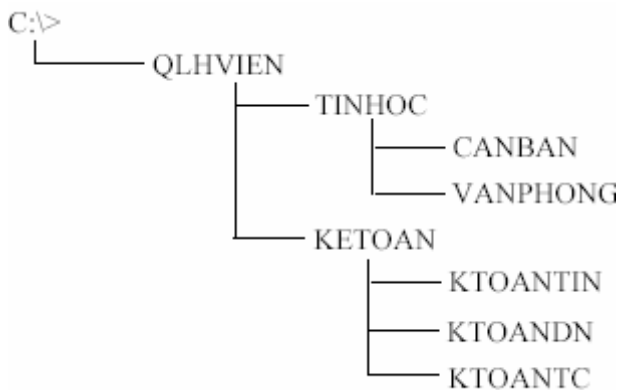 C:\>
QLHVIEN
TINHOC
CANBAN
VANPHONG
KETOAN
KTOANTIN
KTOANDN
KTOANTC